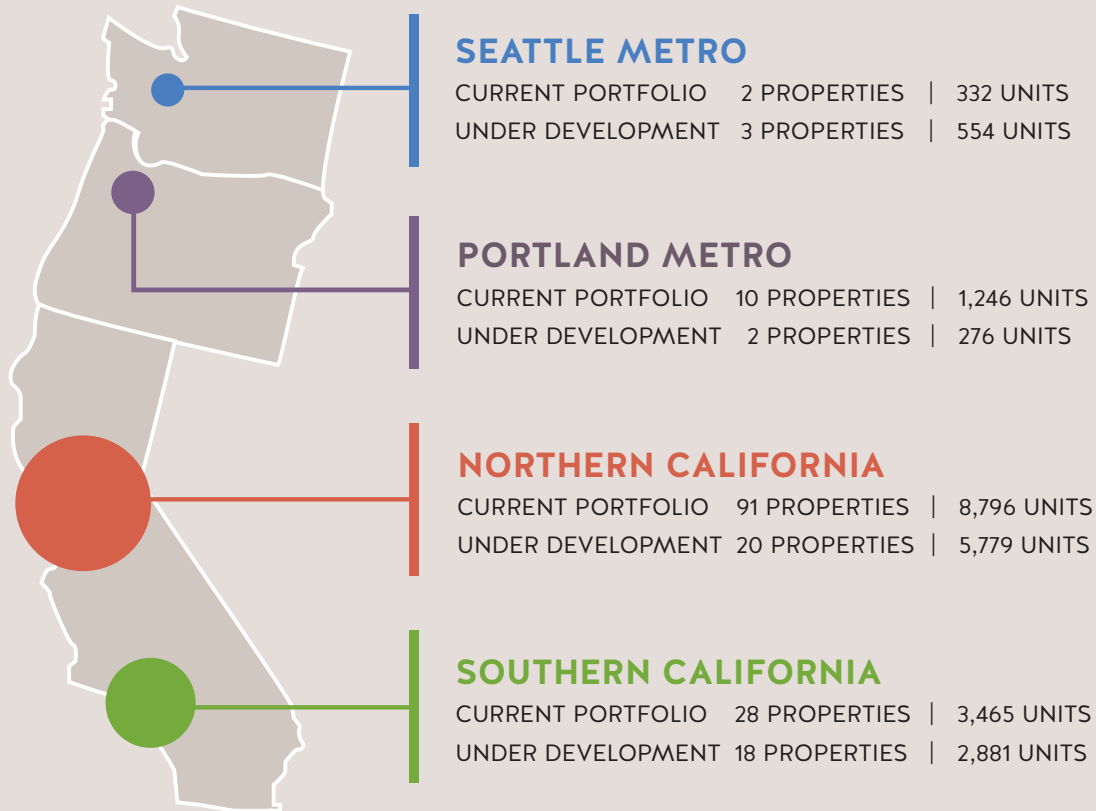 SEATTLE METRO
CURRENT PORTFOLIO 2 PROPERTIES | 332 UNITS
UNDER DEVELOPMENT 3 PROPERTIES | 554 UNITS
PORTLAND METRO
CURRENT PORTFOLIO 10 PROPERTIES | 1,246 UNITS
UNDER DEVELOPMENT 2 PROPERTIES | 276 UNITS
NORTHERN CALIFORNIA
CURRENT PORTFOLIO 91 PROPERTIES | 8,796 UNITS
UNDER DEVELOPMENT 20 PROPERTIES | 5,779 UNITS
SOUTHERN CALIFORNIA
CURRENT PORTFOLIO 28 PROPERTIES | 3,465 UNITS
UNDER DEVELOPMENT 18 PROPERTIES | 2,881 UNITS